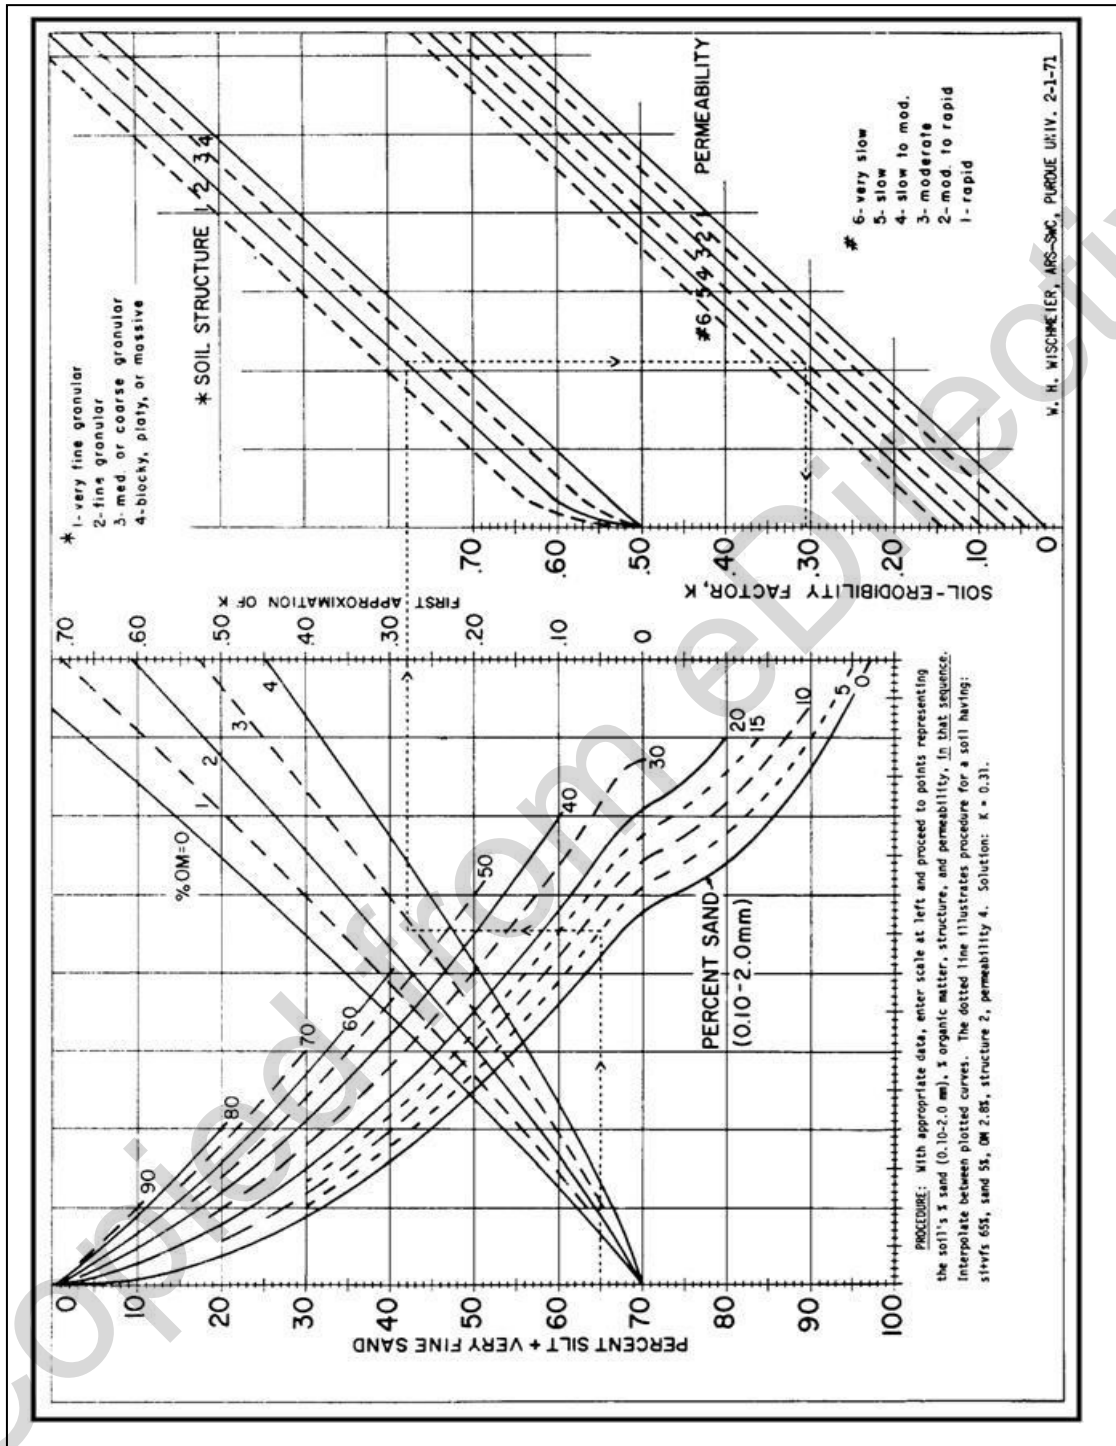 PERCENT SILT + VERY FINE SAND
0
10
20
30
40
50
60
70
80
90
100
90
80
70
60
50
40
30
20
15
10
5
0
PERCENT SAND
(0.10-2.0mm)
%OM=0
1
2
3
4
FIRST APPROXIMATION OF K
.70
.60
.50
.40
.30
.20
.10
0
PROCEDURE: With appropriate data, enter scale at left and proceed to points representing
the soil's % sand (0.10-2.0 mm), % organic matter, structure, and permeability, in that sequence.
Interpolate between plotted curves. The dotted line illustrates procedure for a soil having:
si+vfs 65%, sand 5%, OM 2.8%, structure 2, permeability 4. Solution: K = 0.31.
*
1-very fine granular
2-fine granular
3-med. or coarse granular
4-blocky, platy, or massive
* SOIL STRUCTURE 1 2 3 4
.70
.60
.50
.40
.30
.20
.10
0
SOIL-ERODIBILITY FACTOR, K
#6 5 4 3 2 1 PERMEABILITY
#
6-very slow
5-slow
4-slow to mod.
3-moderate
2-mod. to rapid
1-rapid
W. H. WISCHMEIER, ARS-SWC, PURDUE UNIV. 2-1-71
Copied from eDirectiv